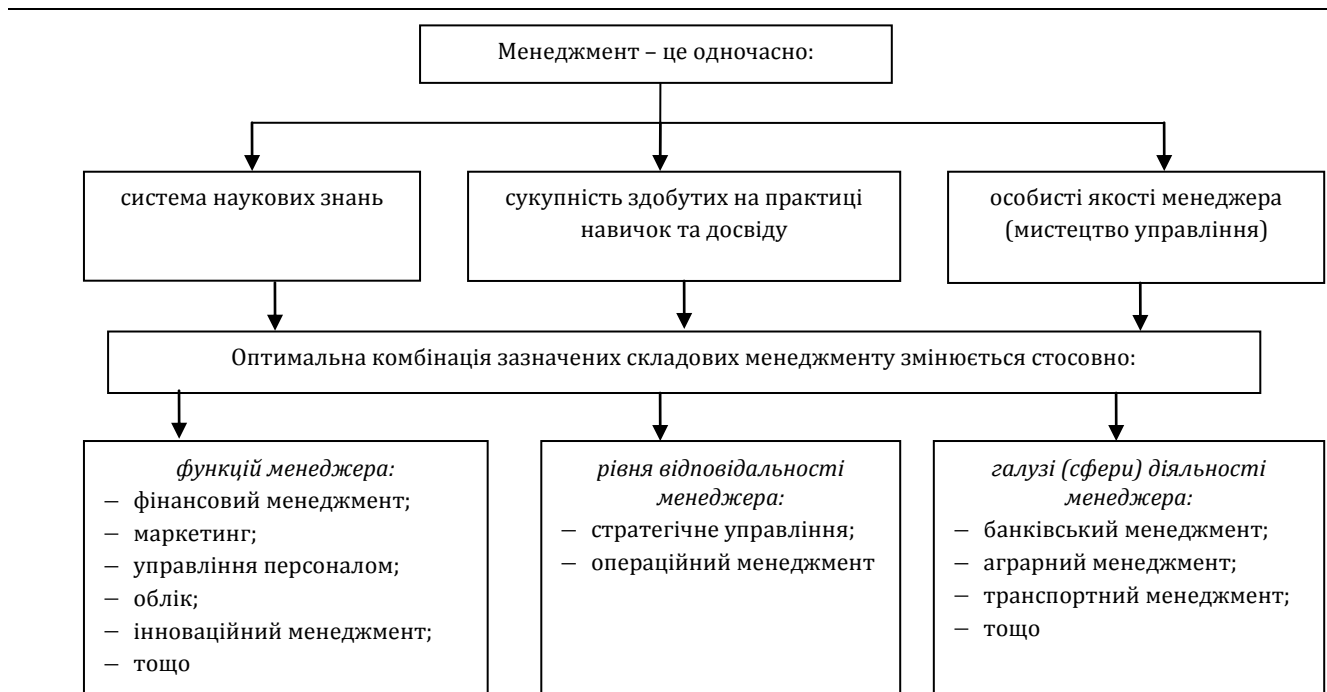 Менеджмент – це одночасно:
система наукових знань
сукупність здобутих на практиці
навичок та досвіду
особисті якості менеджера
(мистецтво управління)
Оптимальна комбінація зазначених складових менеджменту змінюється стосовно:
функцій менеджера:
– фінансовий менеджмент;
– маркетинг;
– управління персоналом;
– облік;
– інноваційний менеджмент;
– тощо
рівня відповідальності
менеджера:
– стратегічне управління;
– операційний менеджмент
галузі (сфери) діяльності
менеджера:
– банківський менеджмент;
– аграрний менеджмент;
– транспортний менеджмент;
– тощо